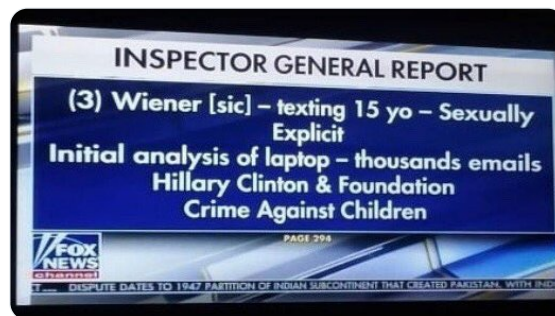 INSPECTOR GENERAL REPORT
(3) Wiener [sic] – texting 15 yo – Sexually
Explicit
Initial analysis of laptop – thousands emails
Hillary Clinton & Foundation
Crime Against Children
PAGE 294
FOX
NEWS
channel
DISPUTE DATES TO 1947 PARTITION OF INDIAN SUBCONTINENT THAT CREATED PAKISTAN, WITH IND